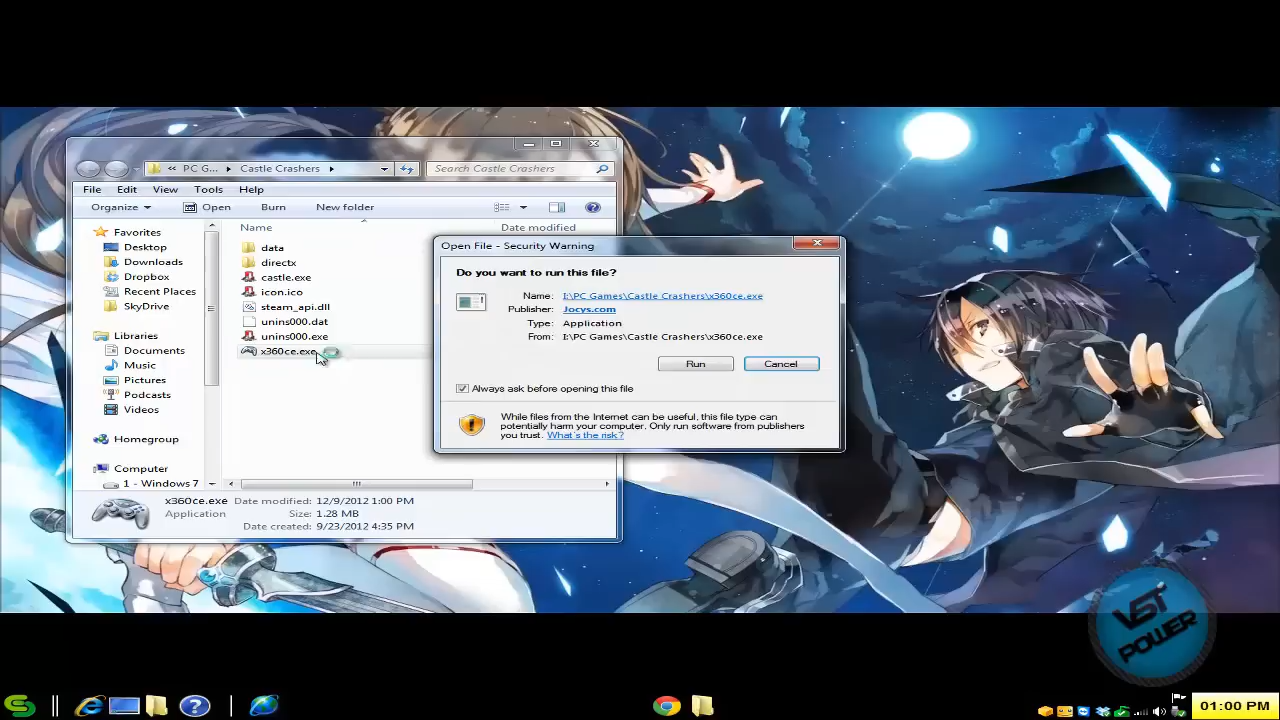 « PC G... ▸ Castle Crashers ▸
Search Castle Crashers
File Edit View Tools Help
Organize Open Burn New folder
Name Date modified
Favorites
Desktop
Downloads
Dropbox
Recent Places
SkyDrive
Libraries
Documents
Music
Pictures
Podcasts
Videos
Homegroup
Computer
1 - Windows 7
data
directx
castle.exe
icon.ico
steam_api.dll
unins000.dat
unins000.exe
x360ce.exe
x360ce.exe Date modified: 12/9/2012 1:00 PM
Application Size: 1.28 MB
Date created: 9/23/2012 4:35 PM
Open File - Security Warning
Do you want to run this file?
Name: I:\PC Games\Castle Crashers\x360ce.exe
Publisher: Jocys.com
Type: Application
From: I:\PC Games\Castle Crashers\x360ce.exe
Run Cancel
Always ask before opening this file
While files from the Internet can be useful, this file type can
potentially harm your computer. Only run software from publishers
you trust. What's the risk?
VST
POWER
01:00 PM